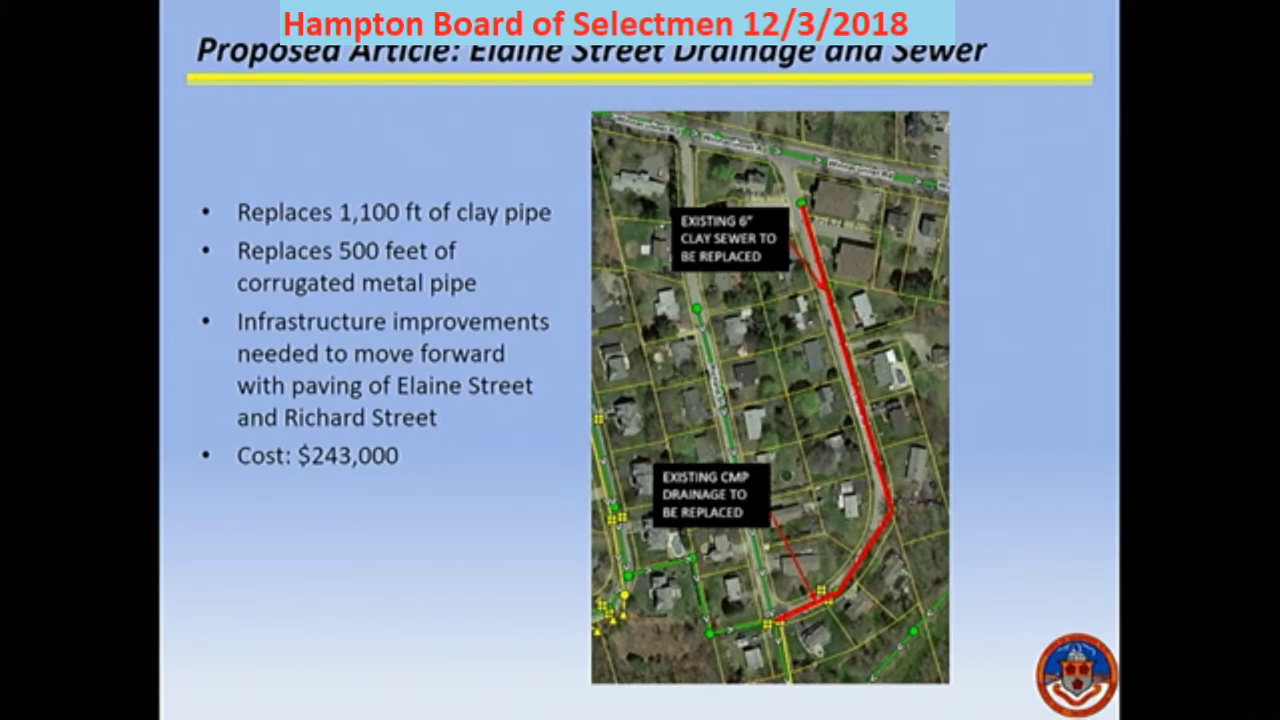 Hampton Board of Selectmen 12/3/2018
Proposed Article: Elaine Street Drainage and Sewer
• Replaces 1,100 ft of clay pipe
• Replaces 500 feet of
corrugated metal pipe
• Infrastructure improvements
needed to move forward
with paving of Elaine Street
and Richard Street
• Cost: $243,000
EXISTING 6"
CLAY SEWER TO
BE REPLACED
EXISTING CMP
DRAINAGE TO
BE REPLACED